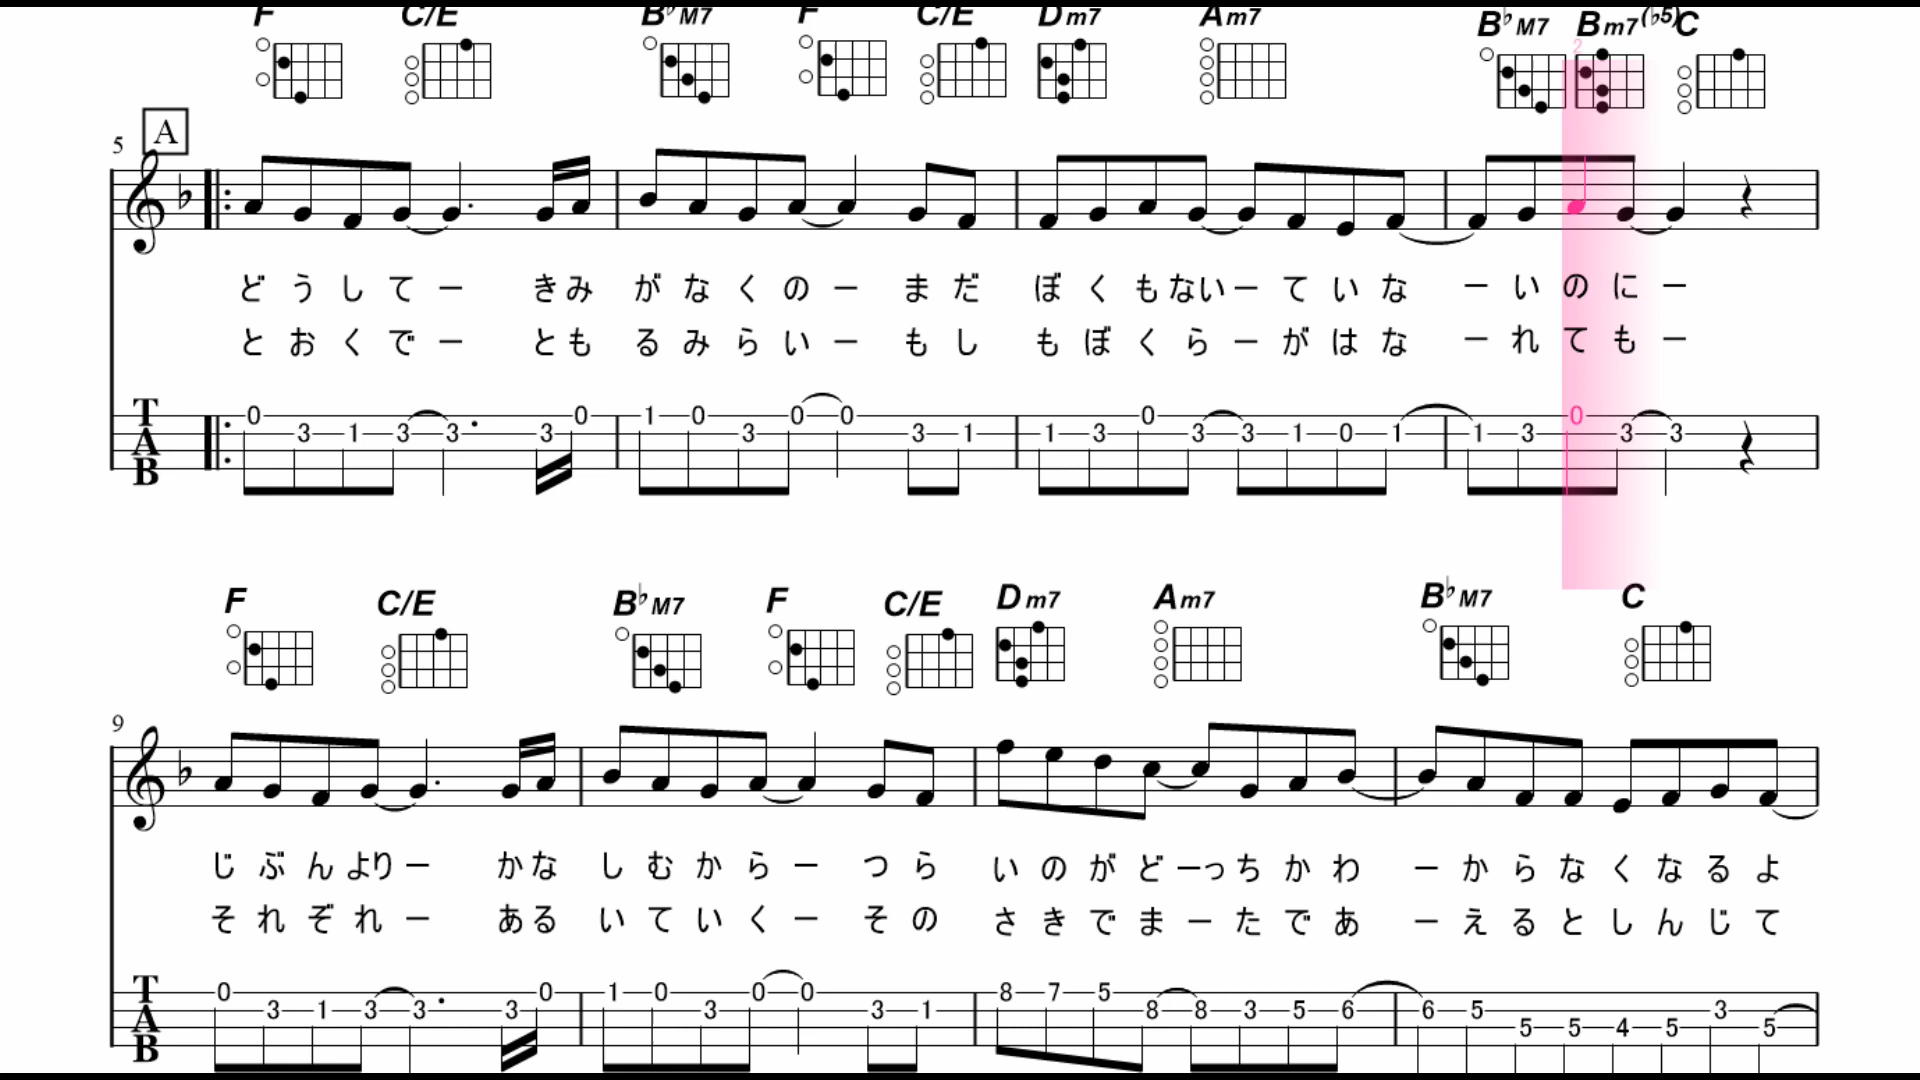 F C/E B♭M7 F C/E Dm7 Am7 B♭M7 Bm7(♭5) C
2
A
5
どうしてー きみ がなくのー まだ ぼくもないーていな ーいのにー
とおくでー とも るみらいー もし もぼくらーがはな ーれてもー
TAB 0 3 1 3 3 3 0 1 0 3 0 0 3 1 1 3 0 3 3 1 0 1 1 3 0 3 3
F C/E B♭M7 F C/E Dm7 Am7 B♭M7 C
9
じぶんよりー かな しむからー つら いのがどーっちかわ ーからなくなるよ
それぞれー ある いていくー その さきでまーたであ ーえるとしんじて
TAB 0 3 1 3 3 3 0 1 0 3 0 0 3 1 8 7 5 8 8 3 5 6 6 5 5 5 4 5 3 5